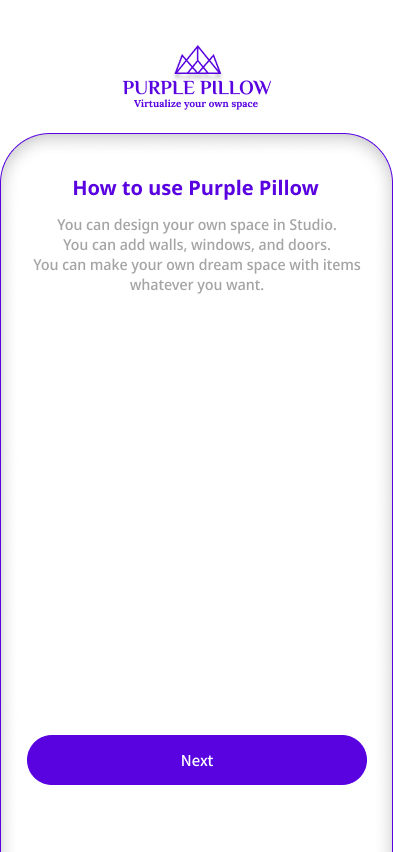 PURPLE PILLOW
Virtualize your own space
How to use Purple Pillow
You can design your own space in Studio.
You can add walls, windows, and doors.
You can make your own dream space with items
whatever you want.
Next